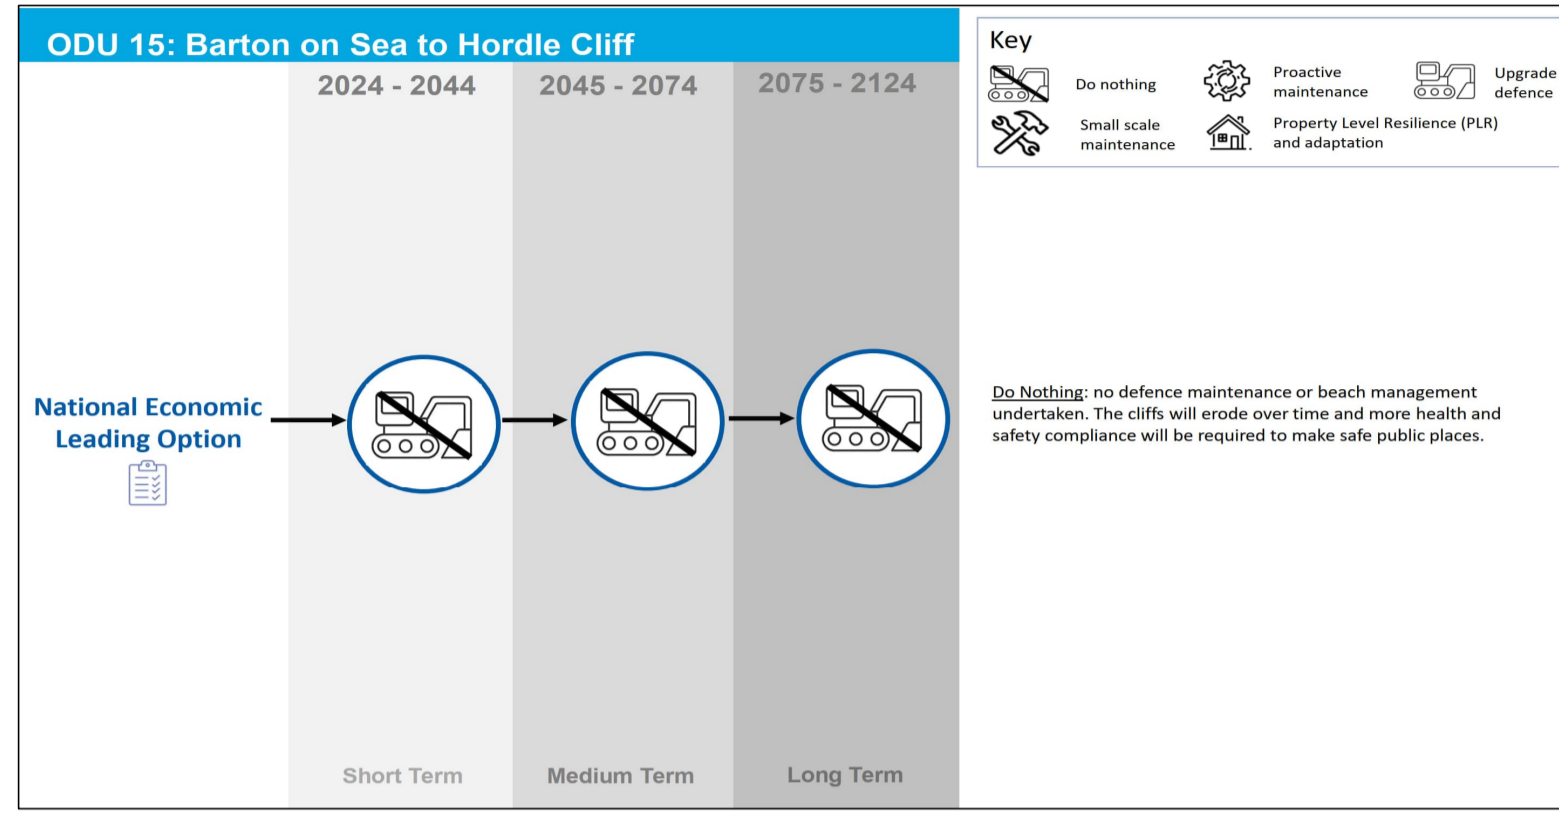 ODU 15: Barton on Sea to Hordle Cliff
2024 - 2044
2045 - 2074
2075 - 2124
National Economic
Leading Option
Short Term
Medium Term
Long Term
Key
Do nothing
Proactive
maintenance
Upgrade
defence
Small scale
maintenance
Property Level Resilience (PLR)
and adaptation
Do Nothing: no defence maintenance or beach management
undertaken. The cliffs will erode over time and more health and
safety compliance will be required to make safe public places.